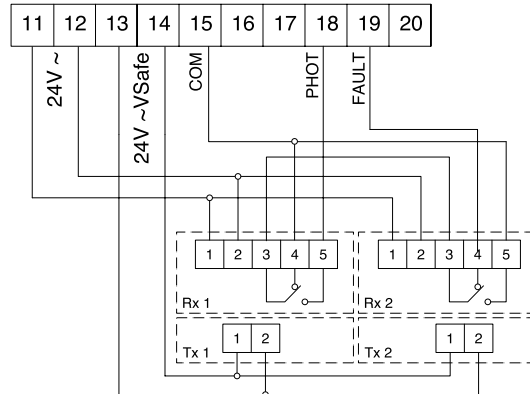 11 12 13 14 15 16 17 18 19 20
24V ~
24V ~VSafe
COM
PHOT
FAULT
1 2 3 4 5
1 2 3 4 5
Rx 1
Rx 2
1 2
1 2
Tx 1
Tx 2